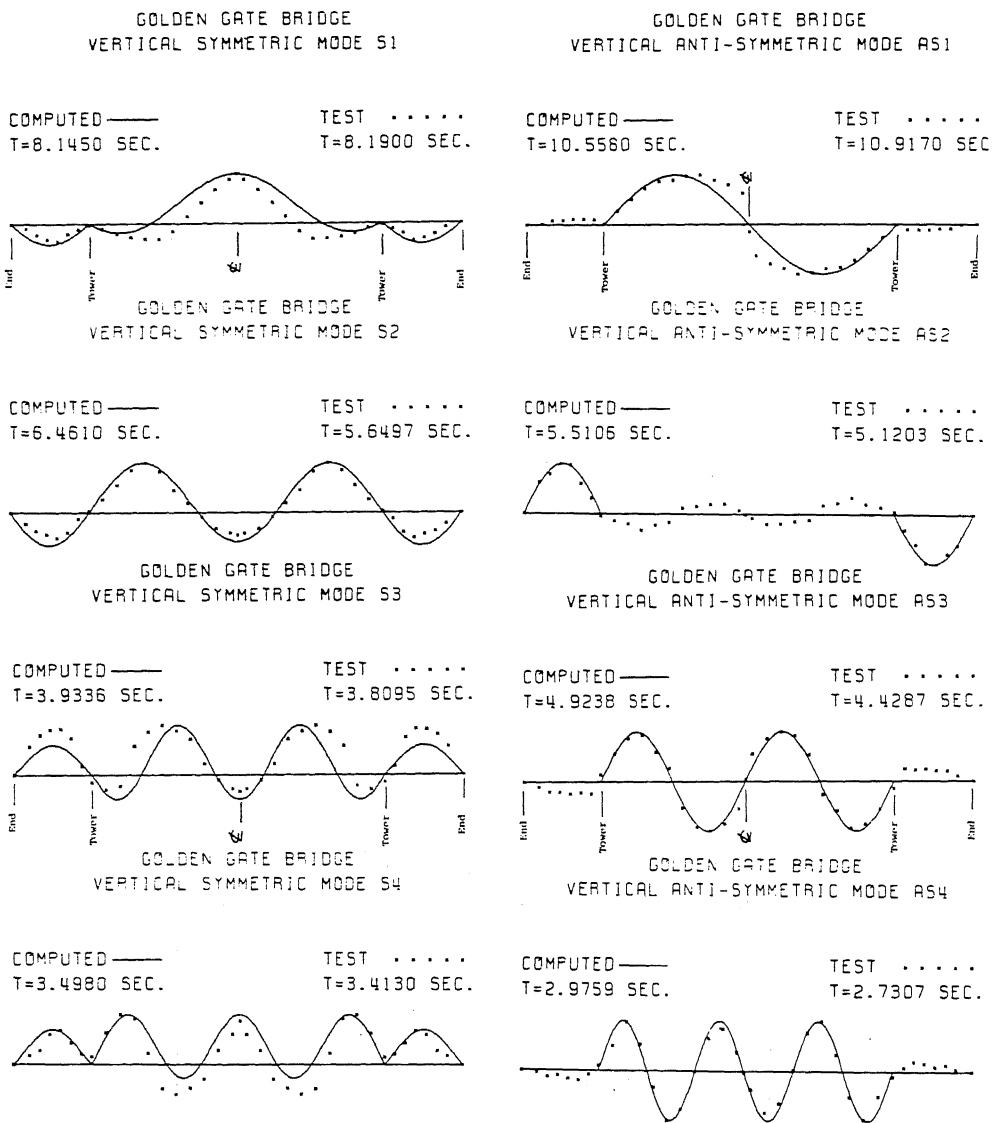 GOLDEN GATE BRIDGE
VERTICAL SYMMETRIC MODE S1
COMPUTED
TEST
T=8.1450 SEC.
T=8.1900 SEC.
End
Tower
℄
Tower
End
GOLDEN GATE BRIDGE
VERTICAL SYMMETRIC MODE S2
COMPUTED
TEST
T=6.4610 SEC.
T=5.6497 SEC.
GOLDEN GATE BRIDGE
VERTICAL SYMMETRIC MODE S3
COMPUTED
TEST
T=3.9336 SEC.
T=3.8095 SEC.
End
Tower
℄
Tower
End
GOLDEN GATE BRIDGE
VERTICAL SYMMETRIC MODE S4
COMPUTED
TEST
T=3.4980 SEC.
T=3.4130 SEC.
GOLDEN GATE BRIDGE
VERTICAL ANTI-SYMMETRIC MODE AS1
COMPUTED
TEST
T=10.5560 SEC.
T=10.9170 SEC
℄
End
Tower
Tower
End
GOLDEN GATE BRIDGE
VERTICAL ANTI-SYMMETRIC MODE AS2
COMPUTED
TEST
T=5.5106 SEC.
T=5.1203 SEC.
GOLDEN GATE BRIDGE
VERTICAL ANTI-SYMMETRIC MODE AS3
COMPUTED
TEST
T=4.9238 SEC.
T=4.4287 SEC.
End
Tower
℄
Tower
End
GOLDEN GATE BRIDGE
VERTICAL ANTI-SYMMETRIC MODE AS4
COMPUTED
TEST
T=2.9759 SEC.
T=2.7307 SEC.